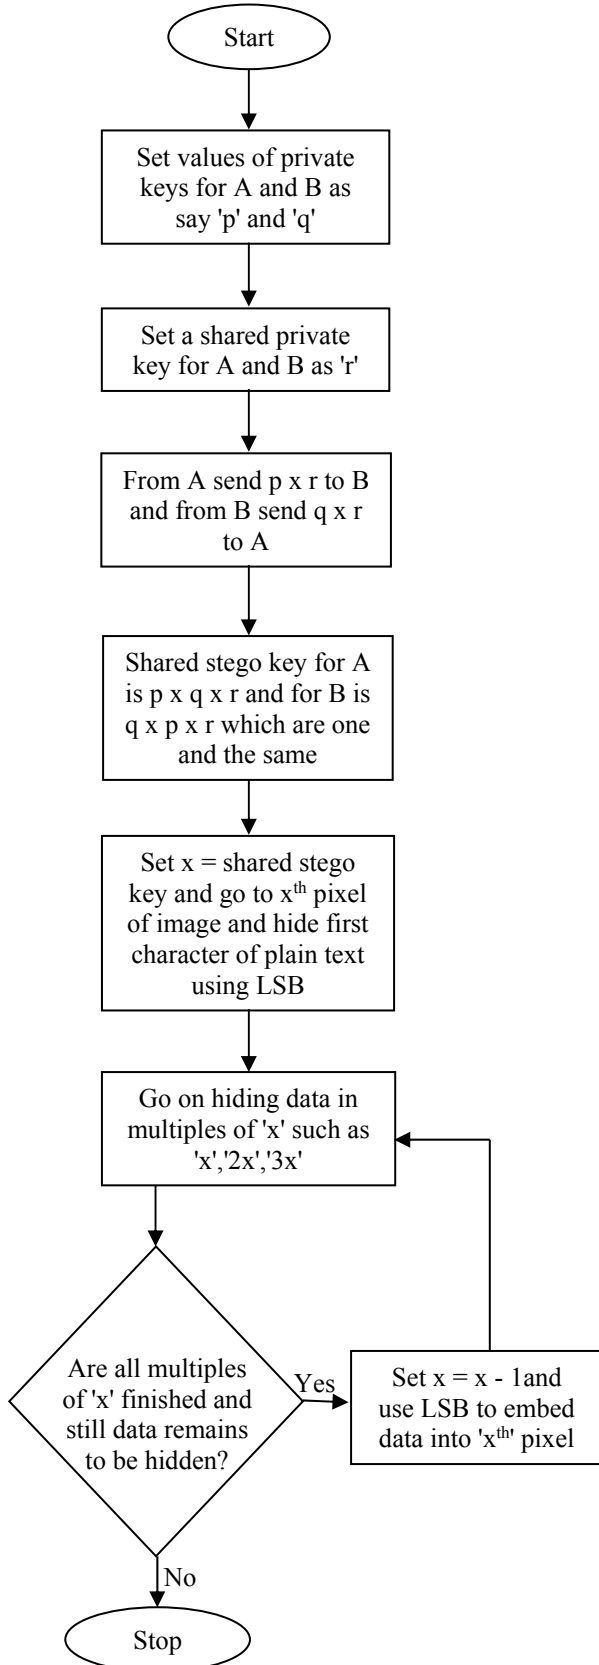 Start
Set values of private
keys for A and B as
say 'p' and 'q'
Set a shared private
key for A and B as 'r'
From A send p x r to B
and from B send q x r
to A
Shared stego key for A
is p x q x r and for B is
q x p x r which are one
and the same
Set x = shared stego
key and go to xth pixel
of image and hide first
character of plain text
using LSB
Go on hiding data in
multiples of 'x' such as
'x','2x','3x'
Are all multiples
of 'x' finished and
still data remains
to be hidden?
Yes
Set x = x - 1and
use LSB to embed
data into 'xth' pixel
No
Stop